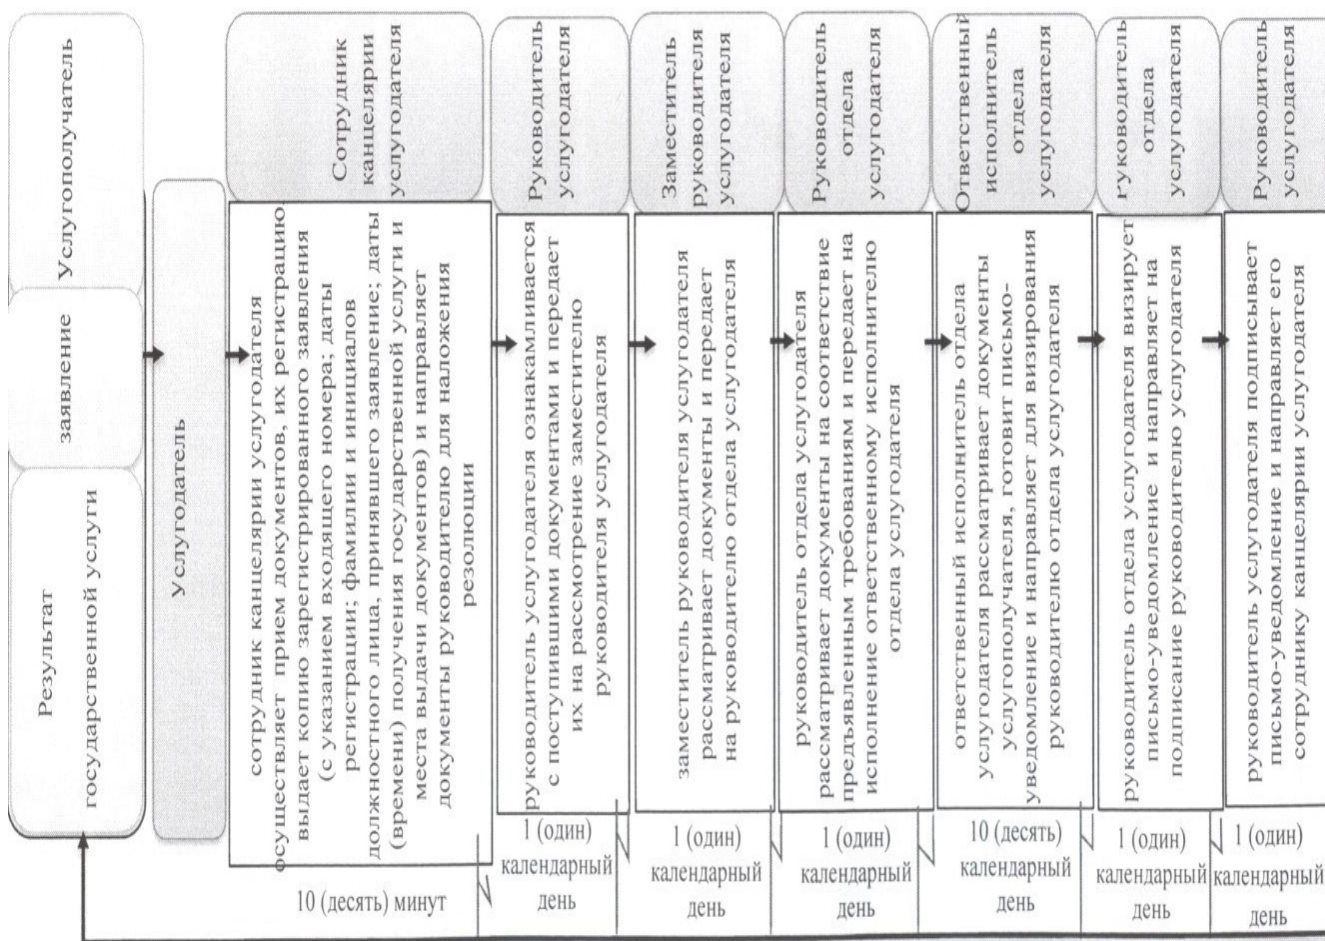 Услугополучатель
заявление
Результат
государственной услуги
Услугодатель
Сотрудник
канцелярии
услугодателя
сотрудник канцелярии услугодателя
осуществляет прием документов, их регистрацию,
выдает копию зарегистрированного заявления
(с указанием входящего номера; даты
регистрации; фамилии и инициалов
должностного лица, принявшего заявление; даты
(времени) получения государственной услуги и
места выдачи документов) и направляет
документы руководителю для наложения
резолюции
10 (десять) минут
Руководитель
услугодателя
руководитель услугодателя ознакамливается
с поступившими документами и передает
их на рассмотрение заместителю
руководителя услугодателя
1 (один)
календарный
день
Заместитель
руководителя
услугодателя
заместитель руководителя услугодателя
рассматривает документы и передает
на руководителю отдела услугодателя
1 (один)
календарный
день
Руководитель
отдела
услугодателя
руководитель отдела услугодателя
рассматривает документы на соответствие
предъявленным требованиям и передает на
исполнение ответственному исполнителю
отдела услугодателя
1 (один)
календарный
день
Ответственный
исполнитель
отдела
услугодателя
ответственный исполнитель отдела
услугодателя рассматривает документы
услугополучателя, готовит письмо-
уведомление и направляет для визирования
руководителю отдела услугодателя
10 (десять)
календарный
день
Руководитель
отдела
услугодателя
руководитель отдела услугодателя визирует
письмо-уведомление и направляет на
подписание руководителю услугодателя
1 (один)
календарный
день
Руководитель
услугодателя
руководитель услугодателя подписывает
письмо-уведомление и направляет его
сотруднику канцелярии услугодателя
1 (один)
календарный
день